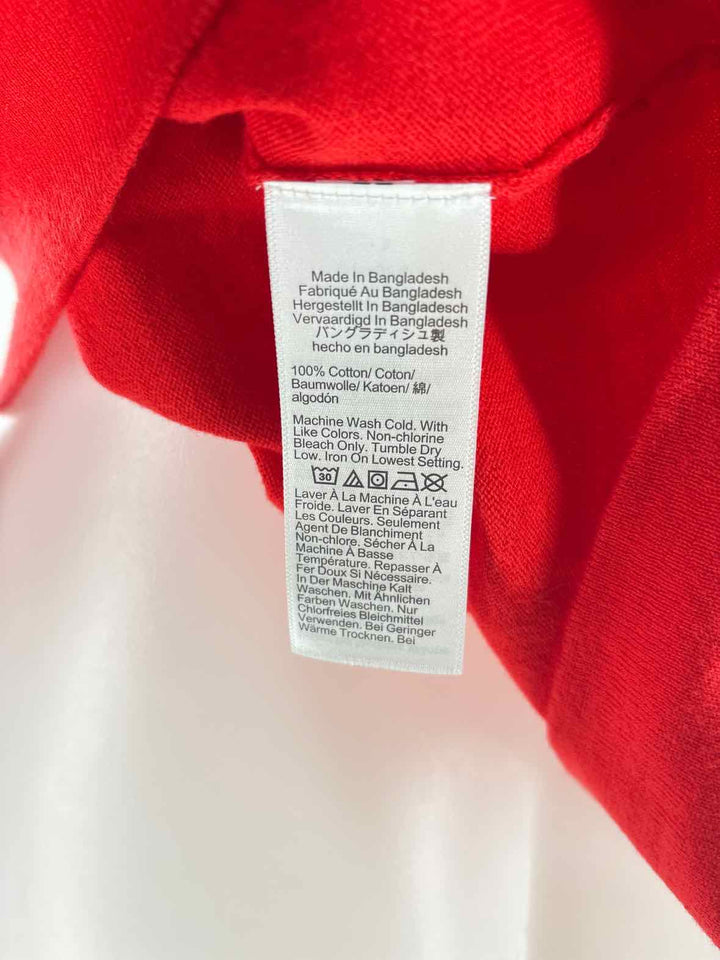 Made In Bangladesh
Fabriqué Au Bangladesh
Hergestellt In Bangladesch
Vervaardigd In Bangladesh
バングラディシュ製
hecho en bangladesh
100% Cotton/ Coton/
Baumwolle/ Katoen/ 綿/
algodón
Machine Wash Cold. With
Like Colors. Non-chlorine
Bleach Only. Tumble Dry
Low. Iron On Lowest Setting.
30
Laver À La Machine À L'eau
Froide. Laver En Séparant
Les Couleurs. Seulement
Agent De Blanchiment
Non-chlore. Sécher À La
Machine À Basse
Température. Repasser À
Fer Doux Si Nécessaire.
In Der Maschine Kalt
Waschen. Mit Ähnlichen
Farben Waschen. Nur
Chlorfreies Bleichmittel
Verwenden. Bei Geringer
Wärme Trocknen. Bei